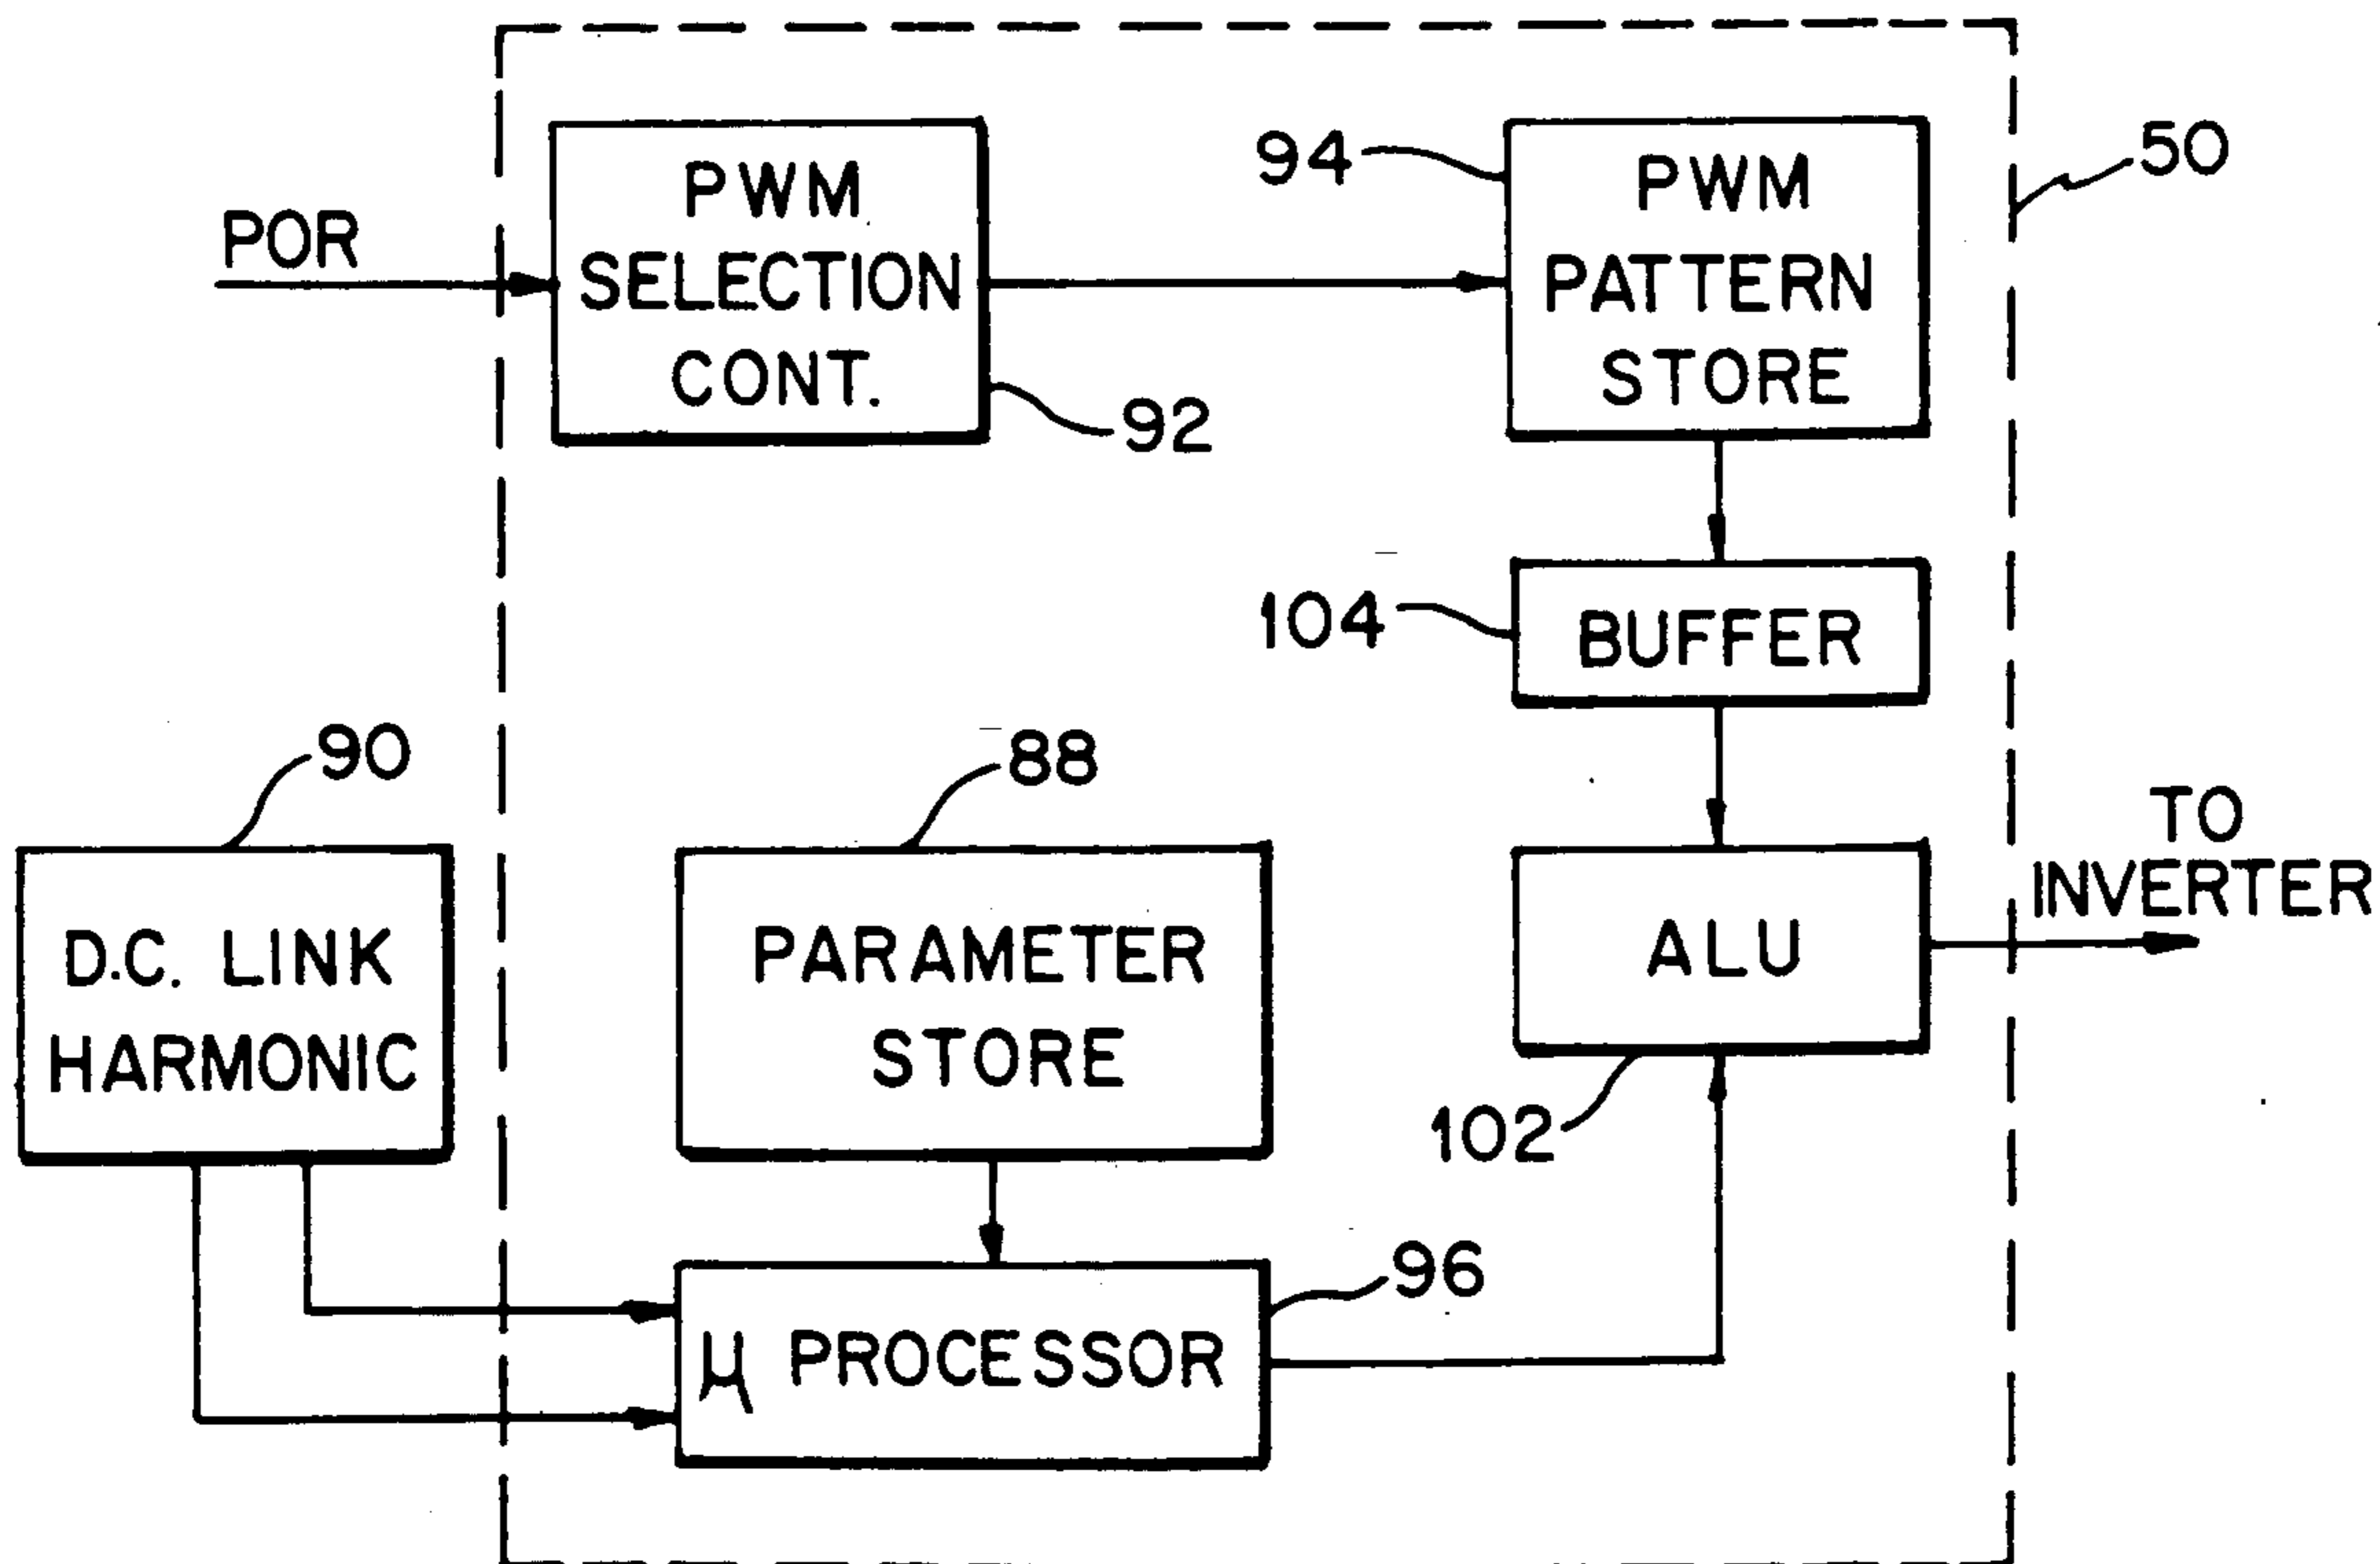 POR
PWM
SELECTION
CONT.
92
94
PWM
PATTERN
STORE
50
104
BUFFER
90
D.C. LINK
HARMONIC
88
PARAMETER
STORE
ALU
102
TO
INVERTER
μ PROCESSOR
96